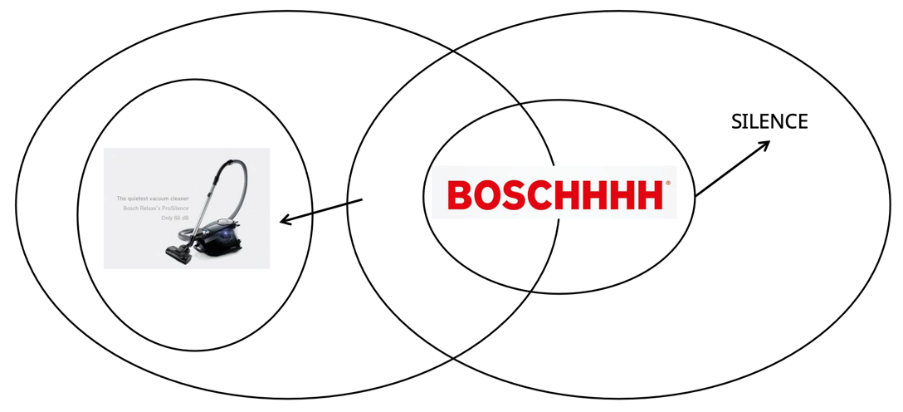 The quietest vacuum cleaner
Bosch Relaxx'x ProSilence
Only 66 dB
BOSCHHHH®
SILENCE